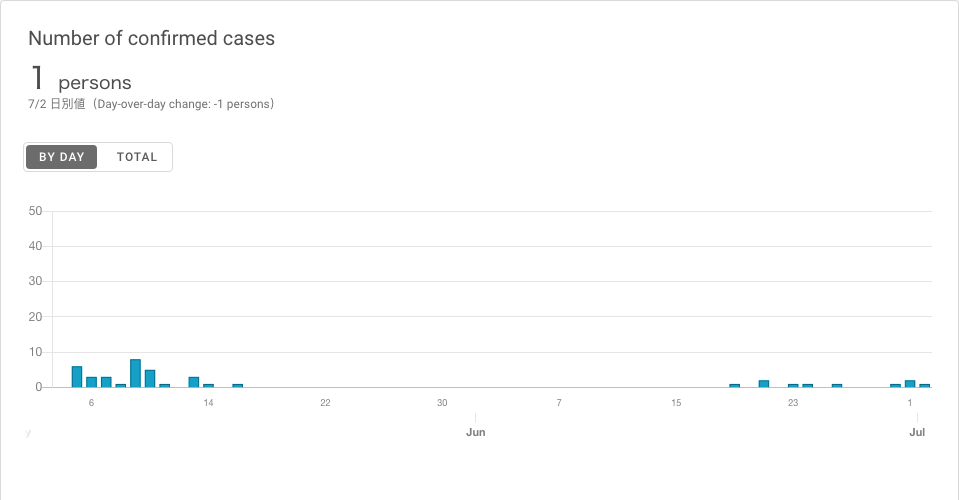 Number of confirmed cases
1 persons
7/2 日別値（Day-over-day change: -1 persons）
BY DAY TOTAL
50
40
30
20
10
0
6 14 22 30 7 15 23 1
y Jun Jul